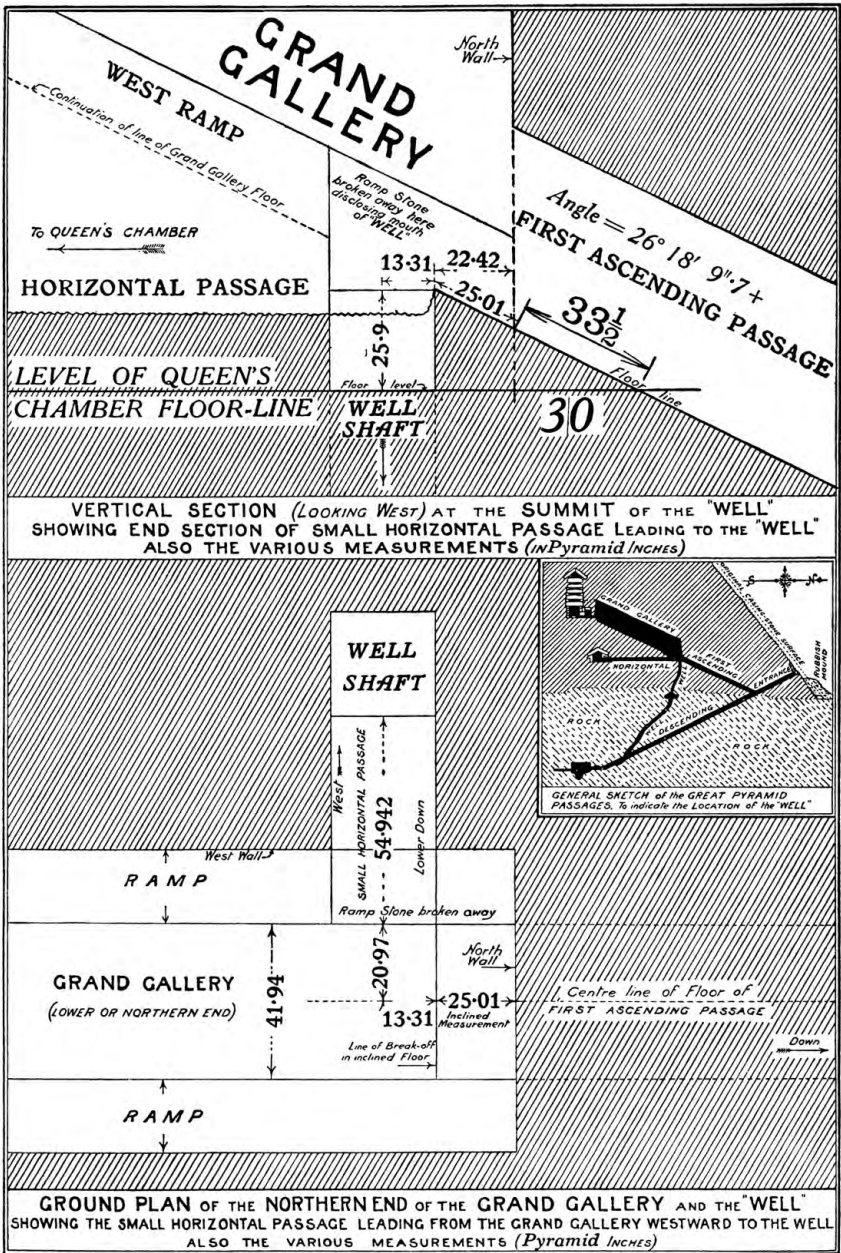 GRAND
GALLERY
North
Wall
WEST RAMP
Continuation of line of Grand Gallery Floor
Ramp Stone
broken away here
disclosing mouth
of "WELL"
TO QUEEN'S CHAMBER
Angle = 26° 18' 9"·7 +
FIRST ASCENDING PASSAGE
13·31
22·42
HORIZONTAL PASSAGE
25·01
33½
25·9
LEVEL OF QUEEN'S
CHAMBER FLOOR-LINE
Floor level
Floor line
WELL
SHAFT
30
VERTICAL SECTION (LOOKING WEST) AT THE SUMMIT OF THE "WELL"
SHOWING END SECTION OF SMALL HORIZONTAL PASSAGE LEADING TO THE "WELL"
ALSO THE VARIOUS MEASUREMENTS (IN Pyramid INCHES)
WELL
SHAFT
West
SMALL HORIZONTAL PASSAGE
54·942
Lower Down
West Wall
RAMP
Ramp Stone broken away
GRAND GALLERY
(LOWER OR NORTHERN END)
41·94
20·97
North
Wall
13·31
25·01
Inclined
Measurement
Centre line of Floor of
FIRST ASCENDING PASSAGE
Line of Break-off
in inclined Floor
Down
RAMP
S
N
ORIGINAL CASING-STONE SURFACE
GRAND GALLERY
FIRST
ASCENDING
HORIZONTAL
ENTRANCE
RUBBISH
MOUND
WELL
DESCENDING
ROCK
ROCK
GENERAL SKETCH of the GREAT PYRAMID
PASSAGES, To indicate the LOCATION of the "WELL"
GROUND PLAN OF THE NORTHERN END OF THE GRAND GALLERY AND THE "WELL"
SHOWING THE SMALL HORIZONTAL PASSAGE LEADING FROM THE GRAND GALLERY WESTWARD TO THE WELL
ALSO THE VARIOUS MEASUREMENTS (Pyramid INCHES)